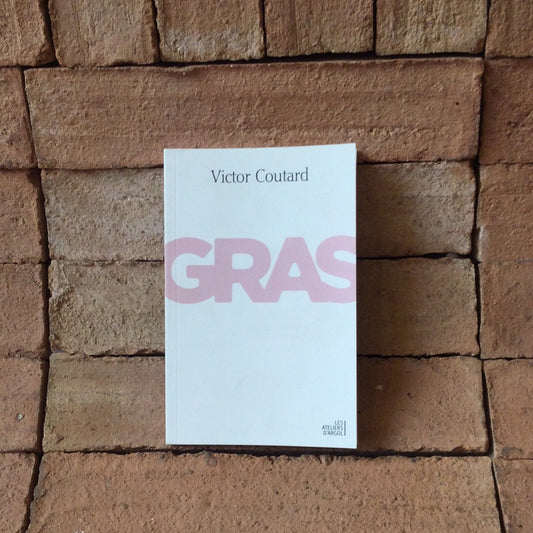 Victor Coutard
GRAS
LES
ATELIERS
D'ARGOL